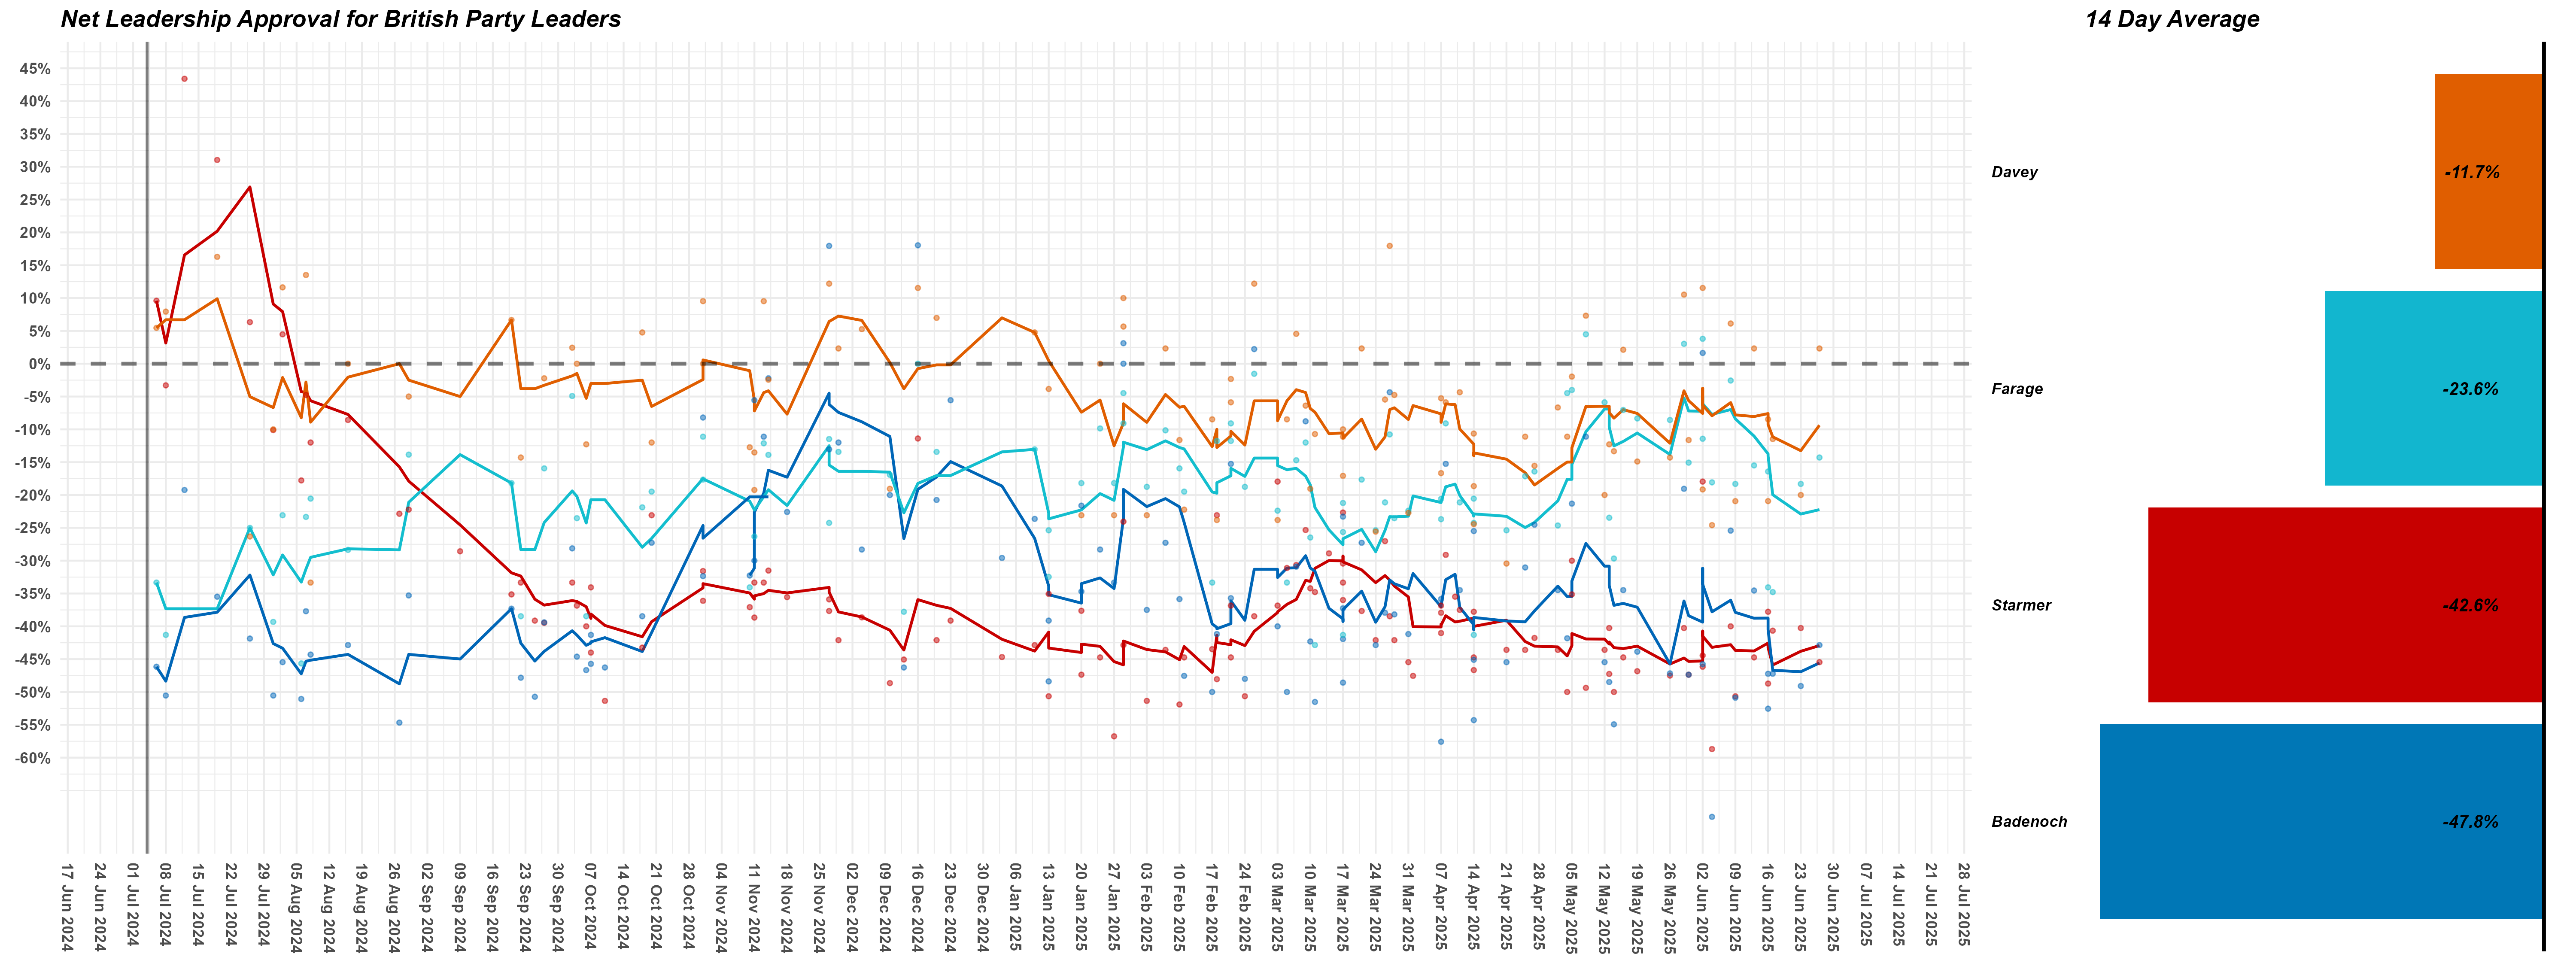 Net Leadership Approval for British Party Leaders
14 Day Average
45%
40%
35%
30%
25%
20%
15%
10%
5%
0%
-5%
-10%
-15%
-20%
-25%
-30%
-35%
-40%
-45%
-50%
-55%
-60%
17 Jun 2024
24 Jun 2024
01 Jul 2024
08 Jul 2024
15 Jul 2024
22 Jul 2024
29 Jul 2024
05 Aug 2024
12 Aug 2024
19 Aug 2024
26 Aug 2024
02 Sep 2024
09 Sep 2024
16 Sep 2024
23 Sep 2024
30 Sep 2024
07 Oct 2024
14 Oct 2024
21 Oct 2024
28 Oct 2024
04 Nov 2024
11 Nov 2024
18 Nov 2024
25 Nov 2024
02 Dec 2024
09 Dec 2024
16 Dec 2024
23 Dec 2024
30 Dec 2024
06 Jan 2025
13 Jan 2025
20 Jan 2025
27 Jan 2025
03 Feb 2025
10 Feb 2025
17 Feb 2025
24 Feb 2025
03 Mar 2025
10 Mar 2025
17 Mar 2025
24 Mar 2025
31 Mar 2025
07 Apr 2025
14 Apr 2025
21 Apr 2025
28 Apr 2025
05 May 2025
12 May 2025
19 May 2025
26 May 2025
02 Jun 2025
09 Jun 2025
16 Jun 2025
23 Jun 2025
30 Jun 2025
07 Jul 2025
14 Jul 2025
21 Jul 2025
28 Jul 2025
Davey
-11.7%
Farage
-23.6%
Starmer
-42.6%
Badenoch
-47.8%